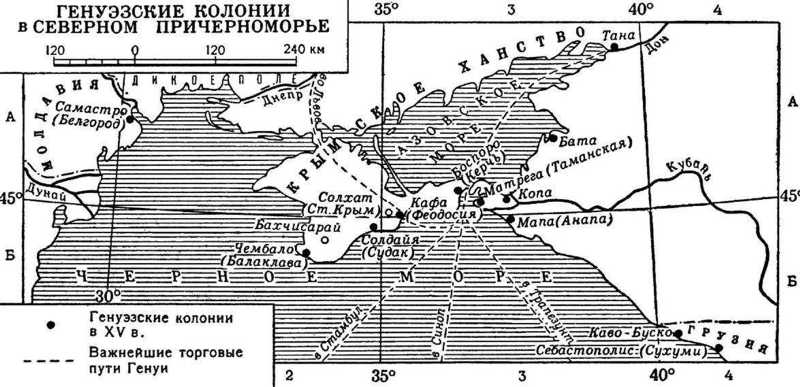 ГЕНУЭЗСКИЕ КОЛОНИИ
в СЕВЕРНОМ ПРИЧЕРНОМОРЬЕ
120 0 120 240 км
35° 3 40° 4
Тана
Дон
КРЫМСКОЕ ХАНСТВО
ДИКОЕ ПОЛЕ
Днепр
МОЛДАВИЯ
А
А
Самастро
(Белгород)
АЗОВСКОЕ
МОРЕ
Бата
Боспоро
(Керчь)
Матрега (Таманская)
Копа
Кубань
45°
45°
Дунай
Солхат
(Ст. Крым)
Кафа
(Феодосия)
Мапа (Анапа)
Бахчисарай
Солдайя
(Судак)
Чембало
(Балаклава)
Б
Б
ЧЕРНОЕ МОРЕ
30°
в Стамбул
в Синоп
в Трапезунт
ГРУЗИЯ
Каво-Буско
Себастополис (Сухуми)
Генуэзские колонии
в XV в.
Важнейшие торговые
пути Генуи
2 35° 3 40° 4